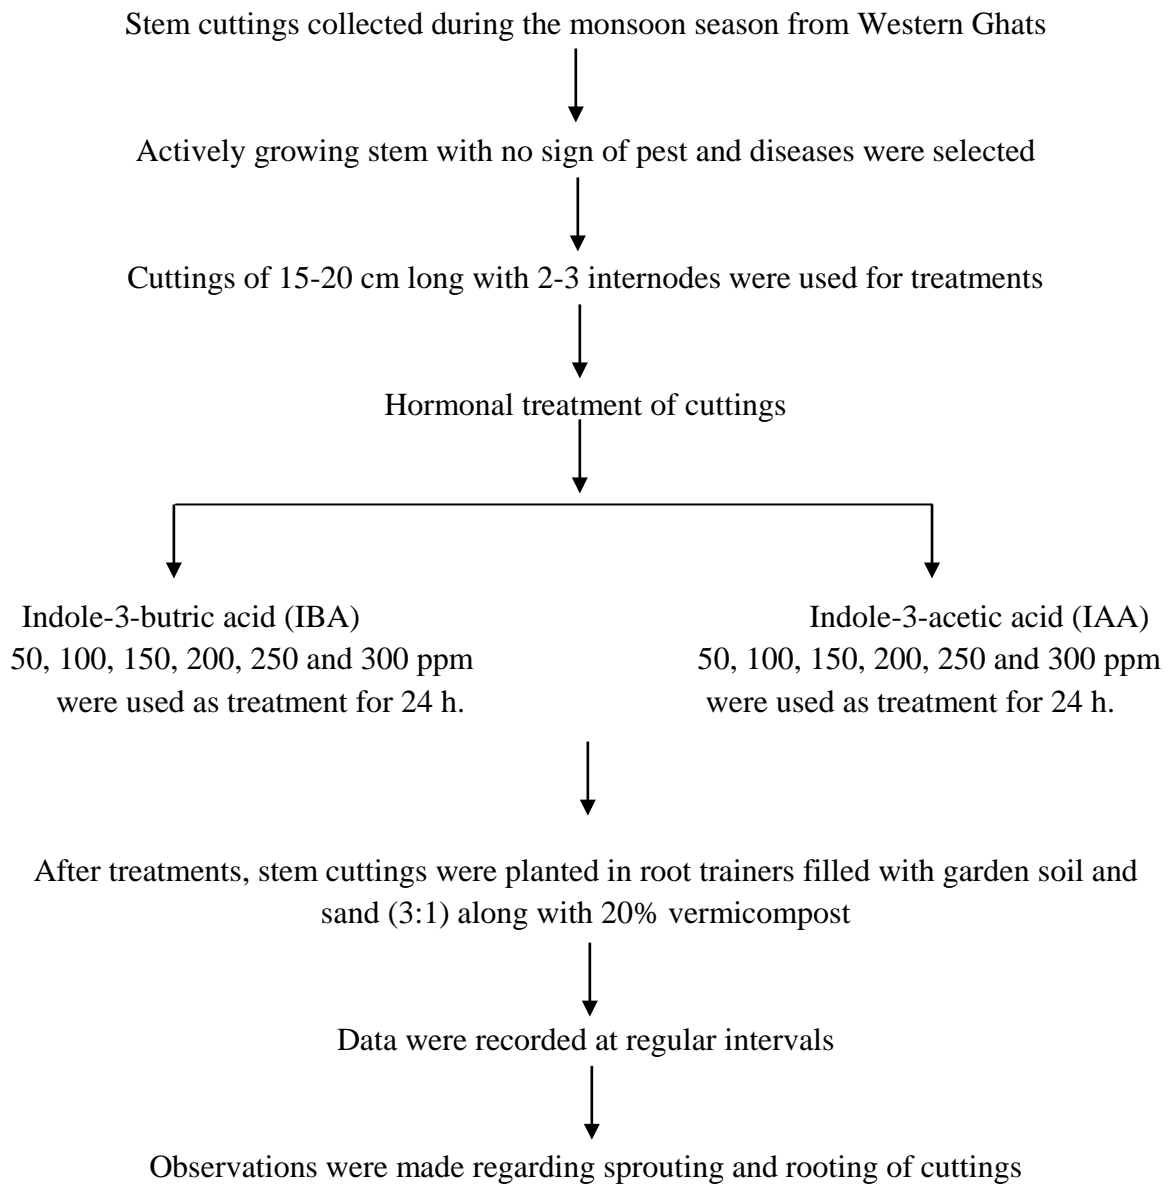 Stem cuttings collected during the monsoon season from Western Ghats
Actively growing stem with no sign of pest and diseases were selected
Cuttings of 15-20 cm long with 2-3 internodes were used for treatments
Hormonal treatment of cuttings
Indole-3-butric acid (IBA)
50, 100, 150, 200, 250 and 300 ppm
were used as treatment for 24 h.
Indole-3-acetic acid (IAA)
50, 100, 150, 200, 250 and 300 ppm
were used as treatment for 24 h.
After treatments, stem cuttings were planted in root trainers filled with garden soil and
sand (3:1) along with 20% vermicompost
Data were recorded at regular intervals
Observations were made regarding sprouting and rooting of cuttings